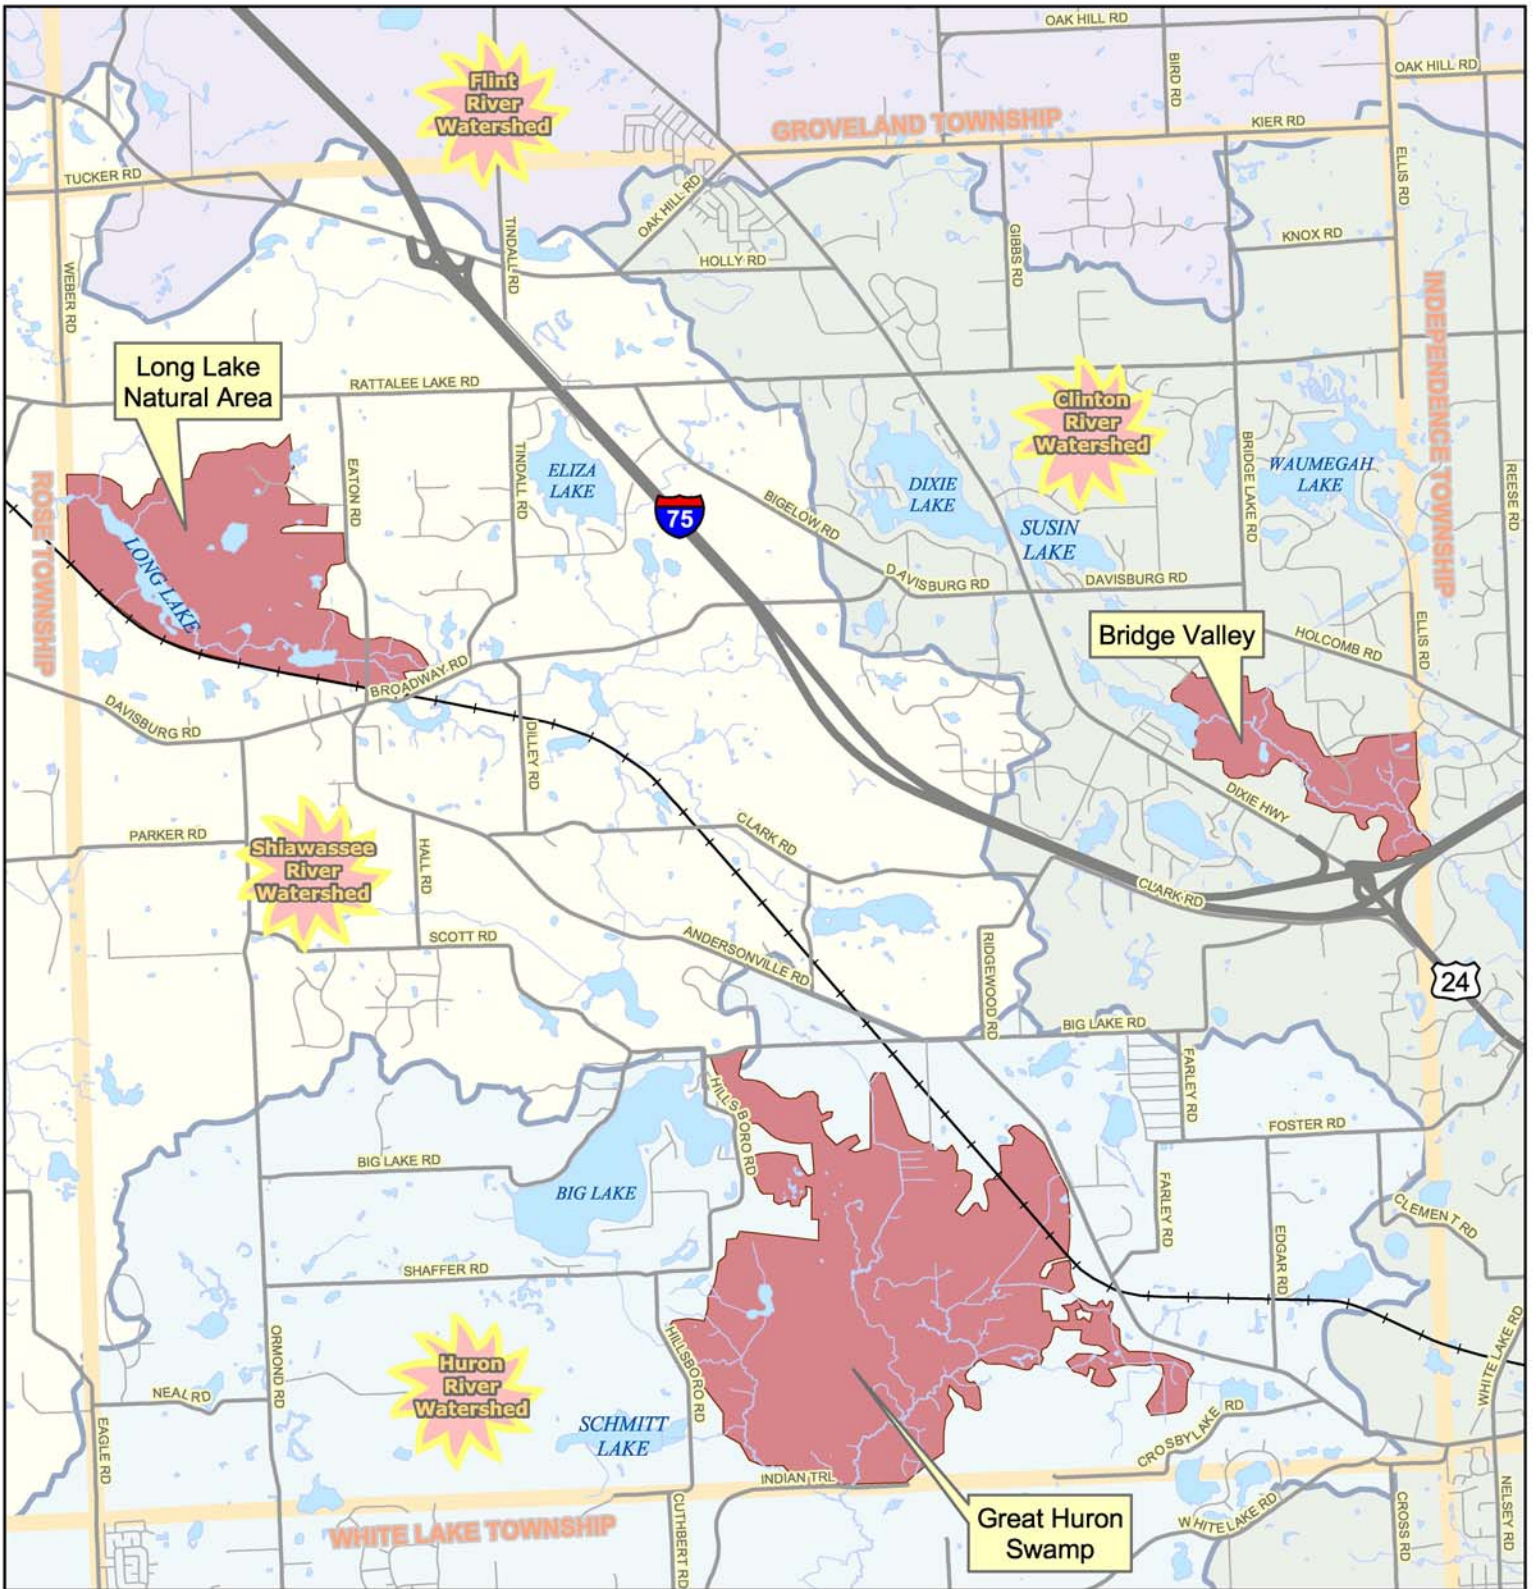 OAK HILL RD
Flint
River
Watershed
BIRD RD
OAK HILL RD
GROVELAND TOWNSHIP
KIER RD
TUCKER RD
ELLIS RD
OAK HILL RD
TINDALL RD
GIBBS RD
KNOX RD
HOLLY RD
WEBER RD
INDEPENDENCE TOWNSHIP
Long Lake
Natural Area
RATTALEE LAKE RD
Clinton
River
Watershed
ROSE TOWNSHIP
EATON RD
TINDALL RD
ELIZA
LAKE
75
BIGELOW RD
DIXIE
LAKE
SUSIN
LAKE
BRIDGE LAKE RD
WAUMEGAH
LAKE
REESE RD
LONG LAKE
DAVISBURG RD
DAVISBURG RD
Bridge Valley
HOLCOMB RD
ELLIS RD
BROADWAY RD
DAVISBURG RD
DILLEY RD
DIXIE HWY
PARKER RD
Shiawassee
River
Watershed
HALL RD
CLARK RD
CLARK RD
SCOTT RD
ANDERSONVILLE RD
RIDGEWOOD RD
24
BIG LAKE RD
FARLEY RD
HILLSBORO RD
FOSTER RD
BIG LAKE RD
BIG LAKE
FARLEY RD
CLEMENT RD
EDGAR RD
SHAFFER RD
ORMOND RD
HILLSBORO RD
WHITE LAKE RD
Huron
River
Watershed
NEAL RD
SCHMITT
LAKE
EAGLE RD
CROSBY LAKE RD
INDIAN TRL
WHITE LAKE TOWNSHIP
CUTHBERT RD
Great Huron
Swamp
WHITE LAKE RD
CROSS RD
NELSEY RD